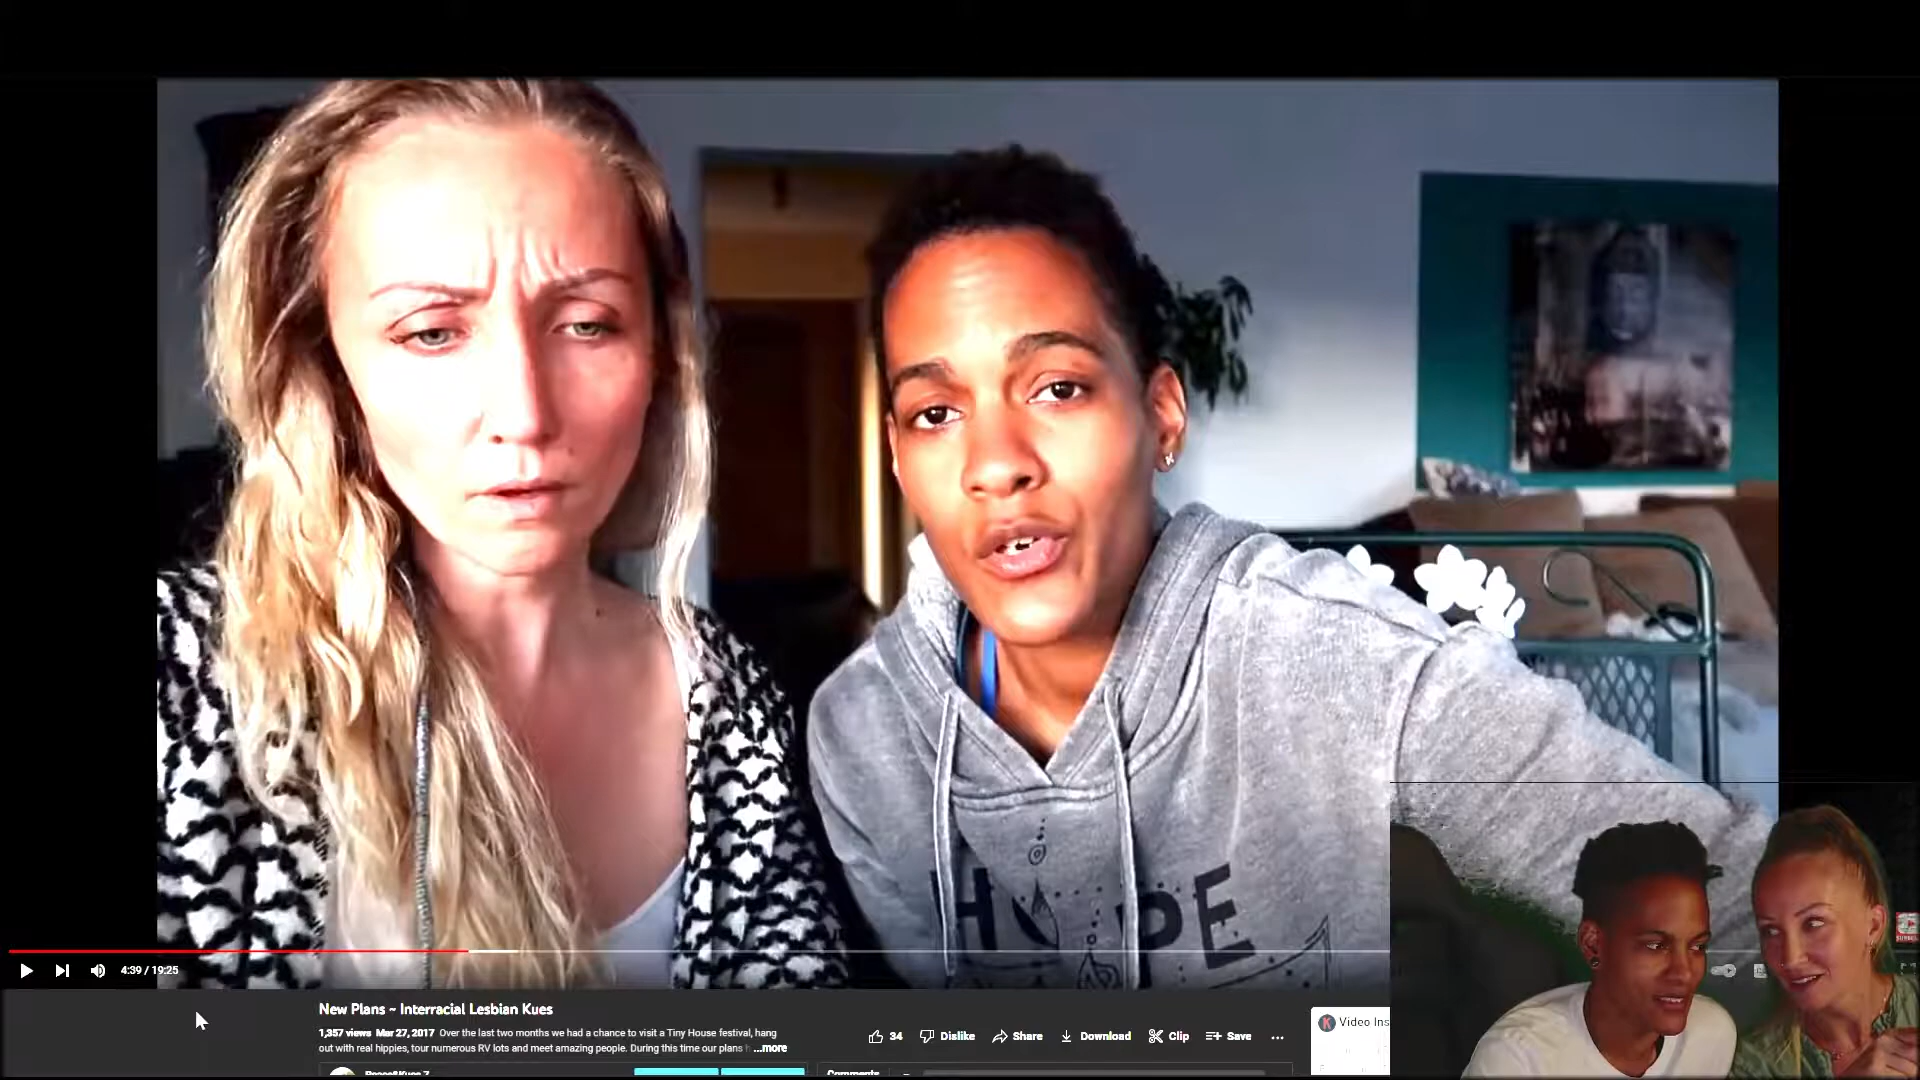 HOPE
4:39 / 19:25
New Plans ~ Interracial Lesbian Kues
1,357 views Mar 27, 2017 Over the last two months we had a chance to visit a Tiny House festival, hang
out with real hippies, tour numerous RV lots and meet amazing people. During this time our plans ...more
34 Dislike Share Download Clip Save ...
K Video Ins
Comments